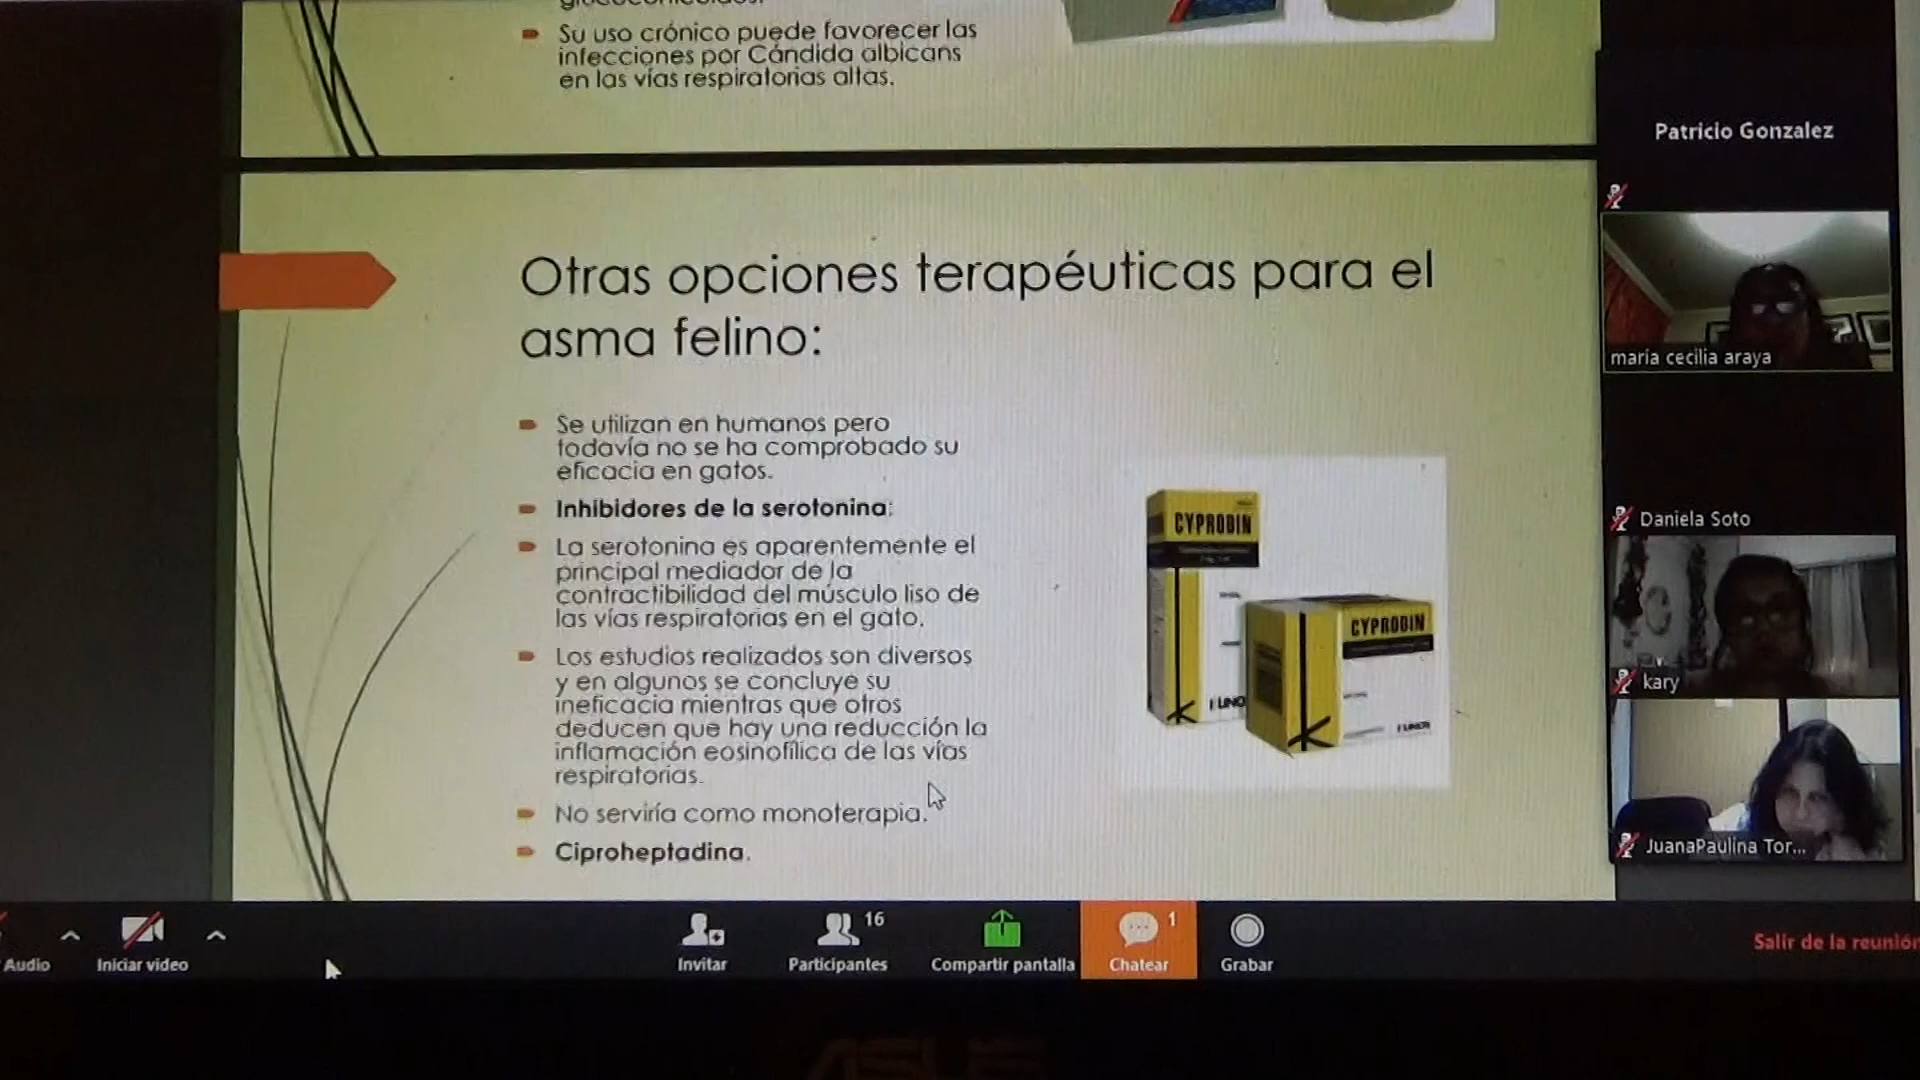 Su uso crónico puede favorecer las
infecciones por Cándida albicans
en las vías respiratorias altas.
Otras opciones terapéuticas para el
asma felino:
Se utilizan en humanos pero
todavía no se ha comprobado su
eficacia en gatos.
Inhibidores de la serotonina:
La serotonina es aparentemente el
principal mediador de la
contractibilidad del músculo liso de
las vías respiratorias en el gato.
Los estudios realizados son diversos
y en algunos se concluye su
ineficacia mientras que otros
deducen que hay una reducción la
inflamación eosinofílica de las vías
respiratorias.
No serviría como monoterapia.
Ciproheptadina.
CYPRODIN
CYPRODIN
Patricio Gonzalez
maria cecilia araya
Daniela Soto
kary
JuanaPaulina Tor...
Audio
Iniciar video
Invitar
16
Participantes
Compartir pantalla
1
Chatear
Grabar
Salir de la reunión